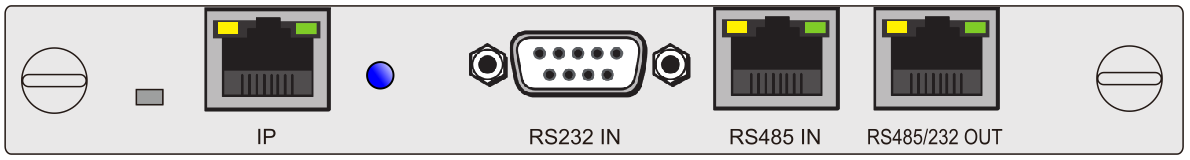 IP
RS232 IN
RS485 IN
RS485/232 OUT